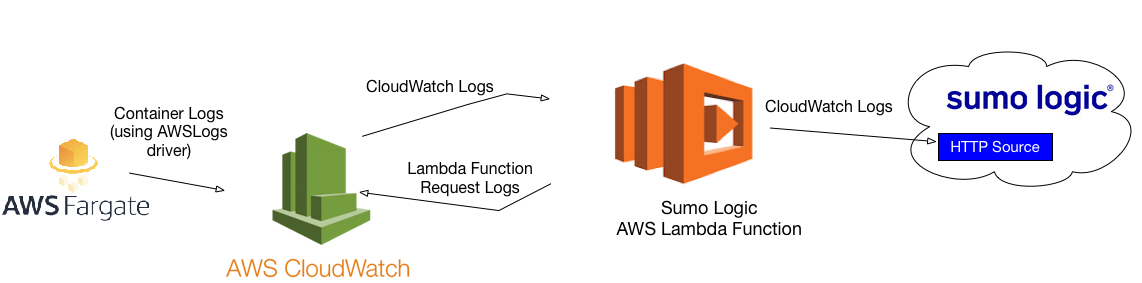 Container Logs
(using AWSLogs
driver)
AWS Fargate
CloudWatch Logs
Lambda Function
Request Logs
AWS CloudWatch
Sumo Logic
AWS Lambda Function
CloudWatch Logs
sumo logic®
HTTP Source